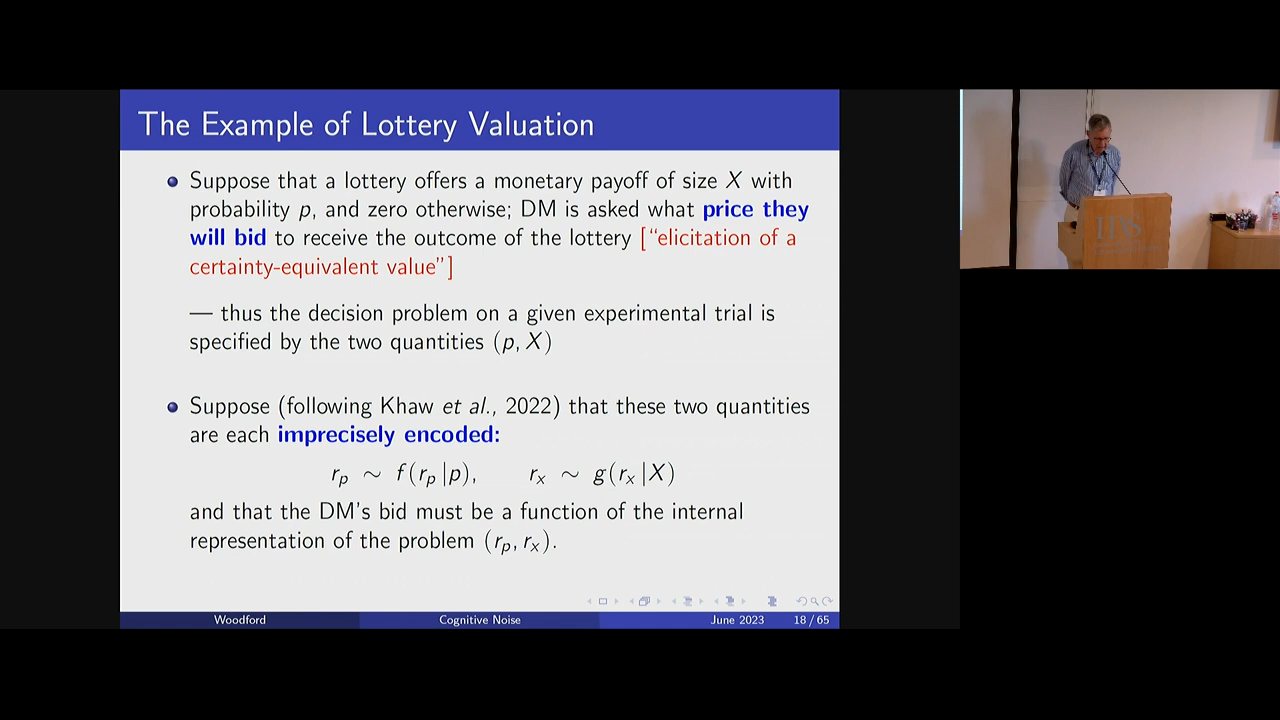 The Example of Lottery Valuation
Suppose that a lottery offers a monetary payoff of size X with
probability p, and zero otherwise; DM is asked what price they
will bid to receive the outcome of the lottery ["elicitation of a
certainty-equivalent value"]
— thus the decision problem on a given experimental trial is
specified by the two quantities (p, X)
Suppose (following Khaw et al., 2022) that these two quantities
are each imprecisely encoded:
r_p ∼ f(r_p|p), r_x ∼ g(r_x|X)
and that the DM's bid must be a function of the internal
representation of the problem (r_p, r_x).
Woodford Cognitive Noise June 2023 18 / 65